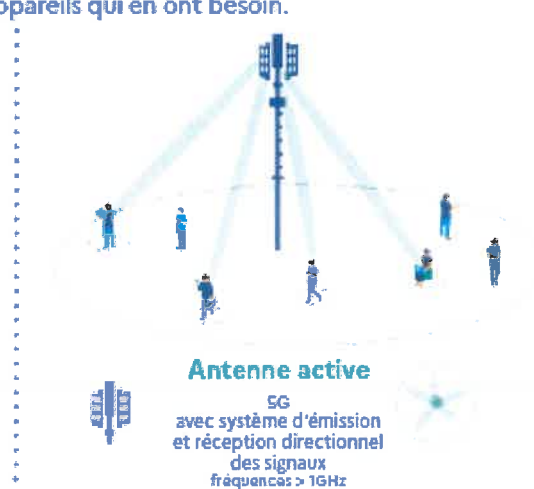 ppareils qui en ont besoin.
Antenne active
5G
avec système d'émission
et réception directionnel
des signaux
fréquences > 1GHz